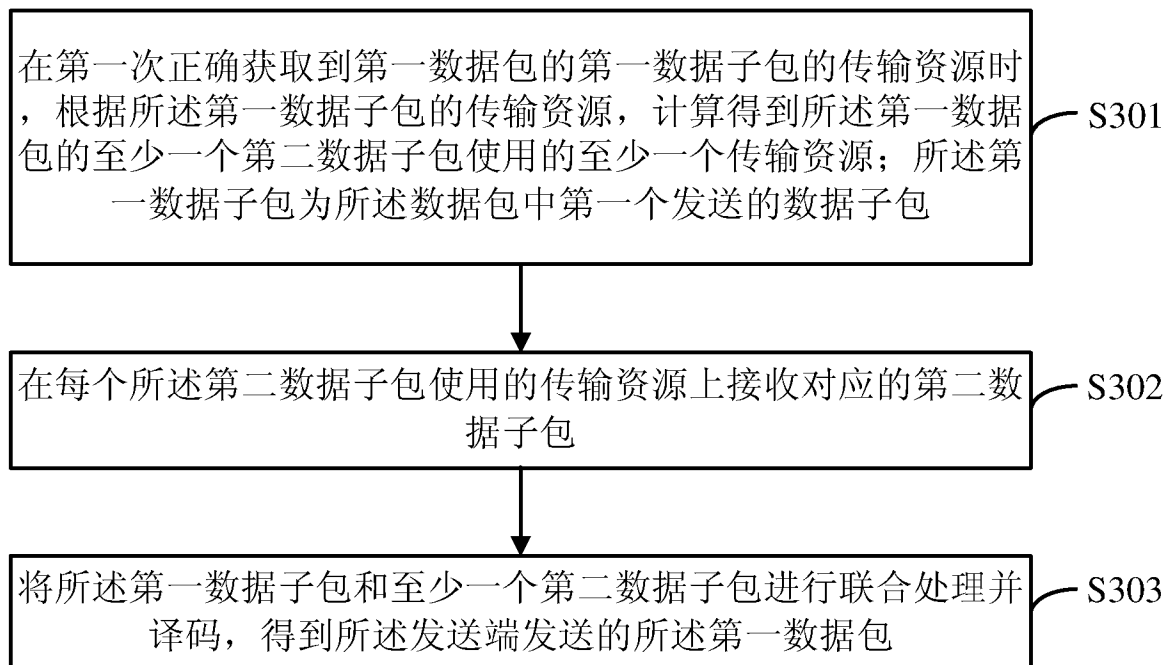 在第一次正确获取到第一数据包的第一数据子包的传输资源时
，根据所述第一数据子包的传输资源，计算得到所述第一数据
包的至少一个第二数据子包使用的至少一个传输资源；所述第
一数据子包为所述数据包中第一个发送的数据子包
S301
在每个所述第二数据子包使用的传输资源上接收对应的第二数
据子包
S302
将所述第一数据子包和至少一个第二数据子包进行联合处理并
译码，得到所述发送端发送的所述第一数据包
S303